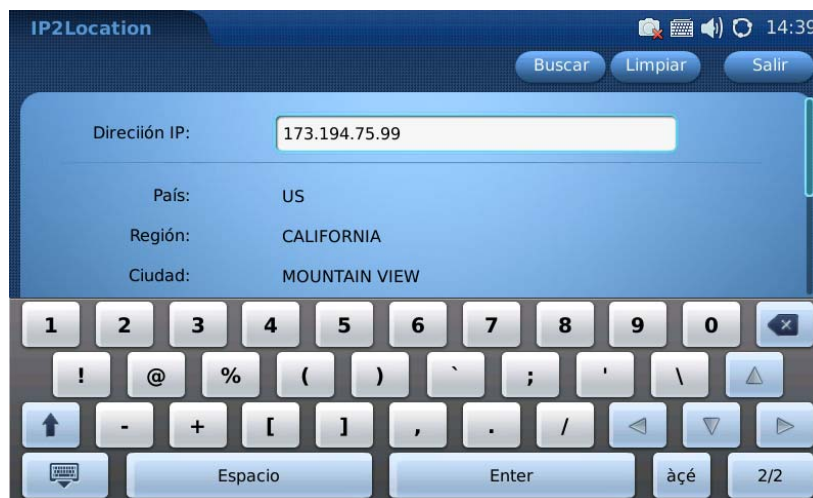 IP2Location 14:39
Buscar Limpiar Salir
Direciión IP: 173.194.75.99
País: US
Región: CALIFORNIA
Ciudad: MOUNTAIN VIEW
1 2 3 4 5 6 7 8 9 0
! @ % ( ) ` ; ' \
- + [ ] , . /
Espacio Enter àçé 2/2